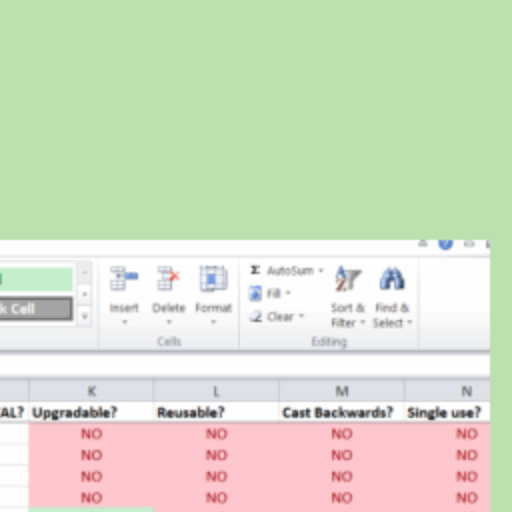 Σ AutoSum
Fill
k Cell Insert Delete Format Clear Sort & Filter Find & Select
Cells Editing
K L M N
AL? Upgradable? Reusable? Cast Backwards? Single use?
NO NO NO NO
NO NO NO NO
NO NO NO NO
NO NO NO NO